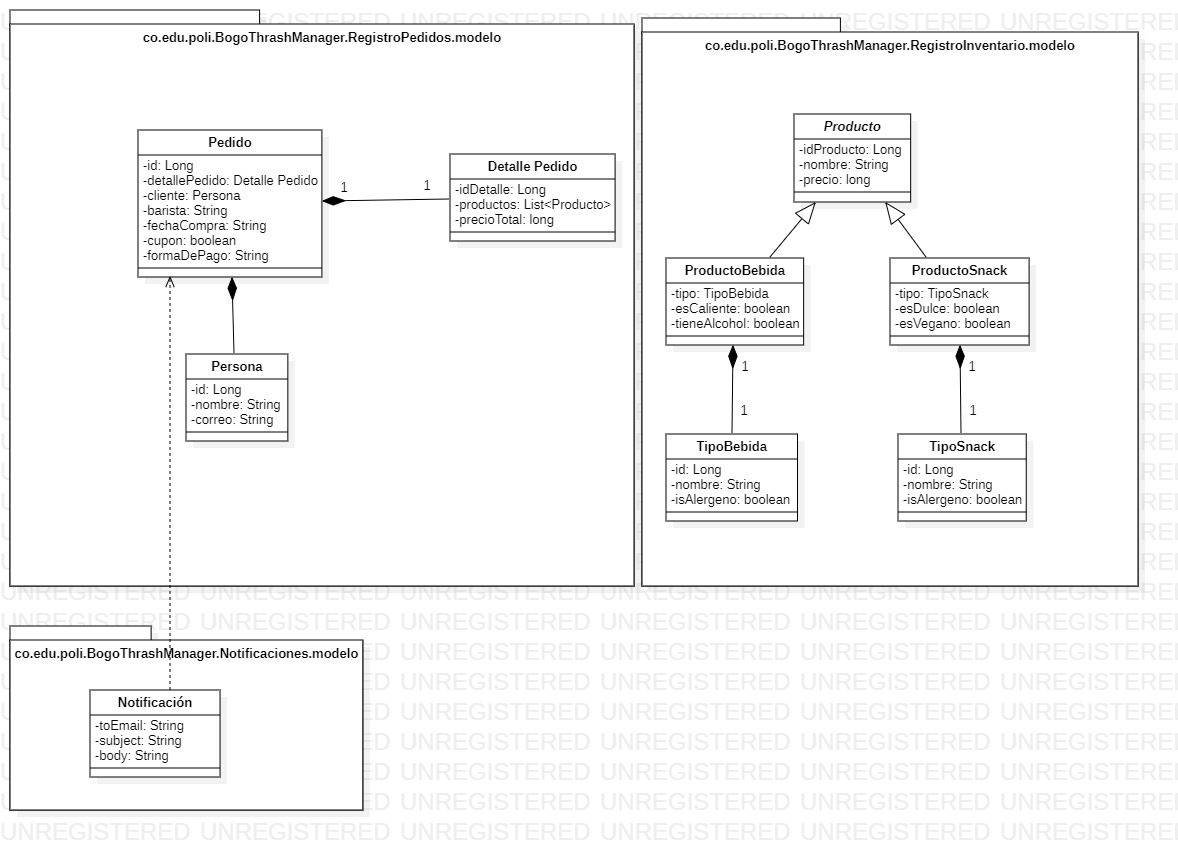 co.edu.poli.BogoThrashManager.RegistroPedidos.modelo
Pedido
-id: Long
-detallePedido: Detalle Pedido
-cliente: Persona
-barista: String
-fechaCompra: String
-cupon: boolean
-formaDePago: String
1
1
Detalle Pedido
-idDetalle: Long
-productos: List<Producto>
-precioTotal: long
Persona
-id: Long
-nombre: String
-correo: String
co.edu.poli.BogoThrashManager.RegistroInventario.modelo
Producto
-idProducto: Long
-nombre: String
-precio: long
ProductoBebida
-tipo: TipoBebida
-esCaliente: boolean
-tieneAlcohol: boolean
ProductoSnack
-tipo: TipoSnack
-esDulce: boolean
-esVegano: boolean
1
1
1
1
TipoBebida
-id: Long
-nombre: String
-isAlergeno: boolean
TipoSnack
-id: Long
-nombre: String
-isAlergeno: boolean
co.edu.poli.BogoThrashManager.Notificaciones.modelo
Notificación
-toEmail: String
-subject: String
-body: String
UNREGISTERED UNREGISTERED UNREGISTERED UNREGISTERED UNREGISTERED UNREGISTERED